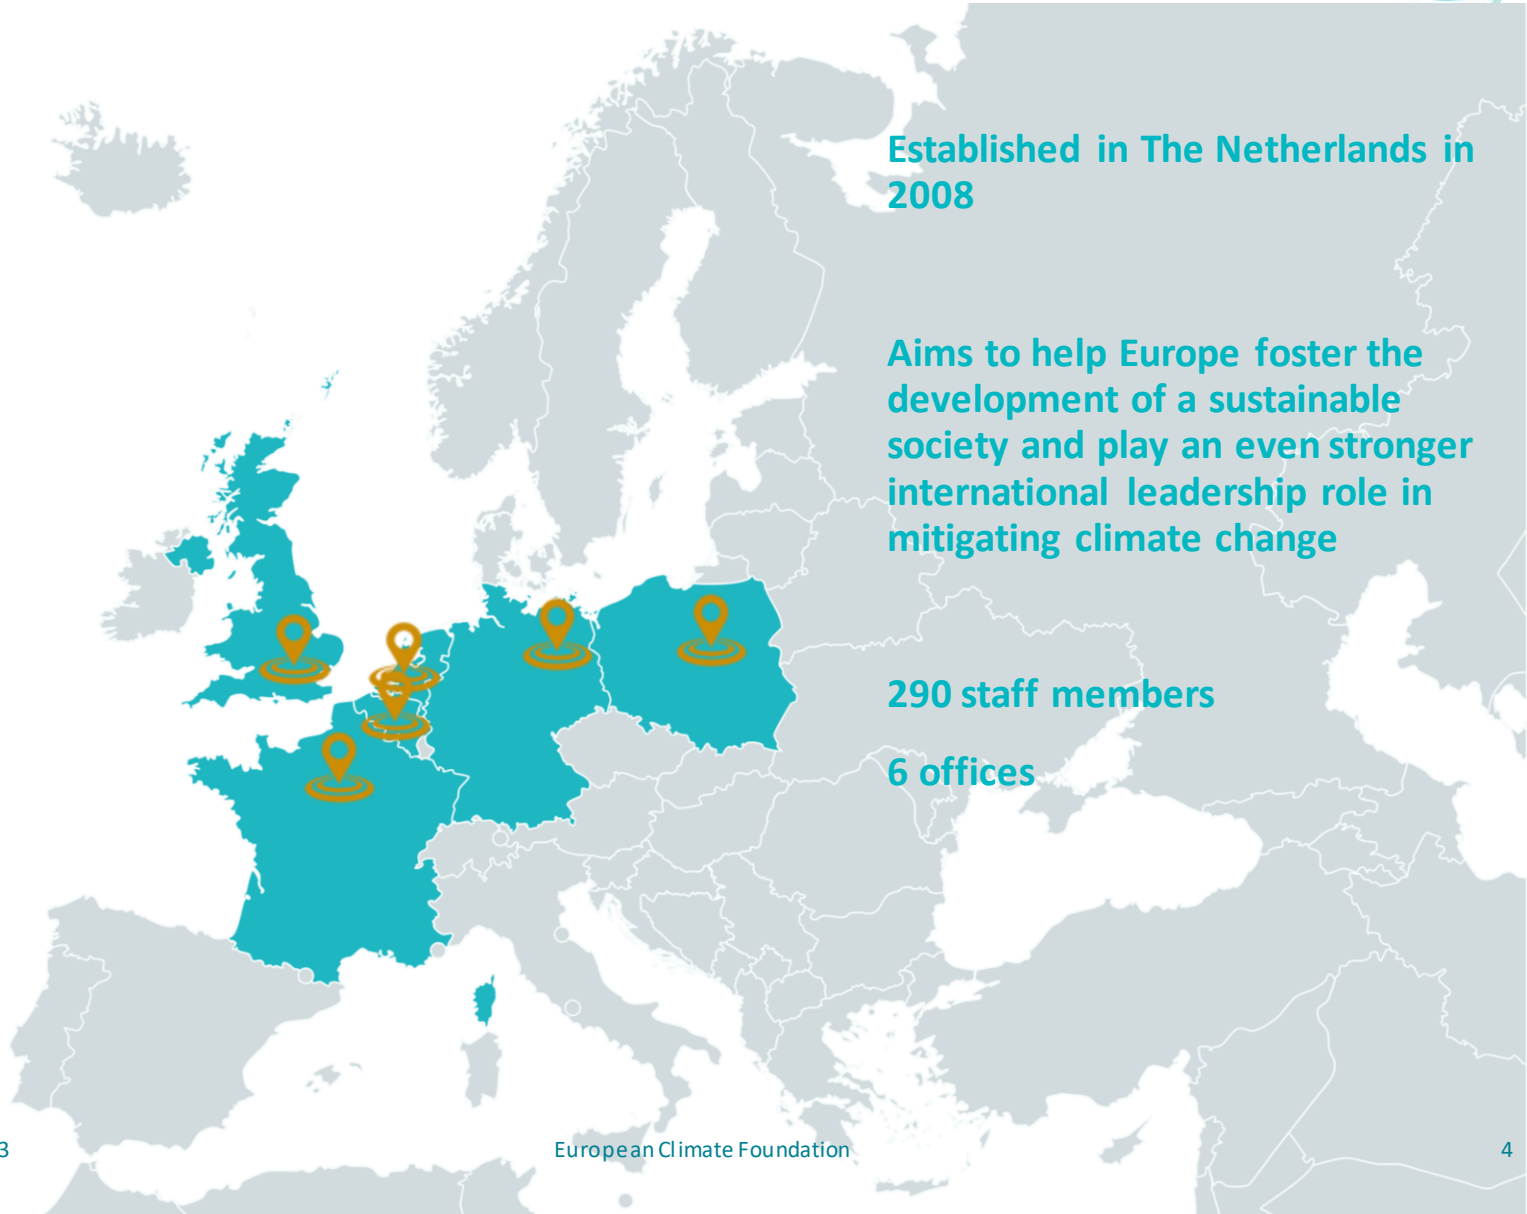 Established in The Netherlands in
2008
Aims to help Europe foster the
development of a sustainable
society and play an even stronger
international leadership role in
mitigating climate change
290 staff members
6 offices
3
European Climate Foundation
4